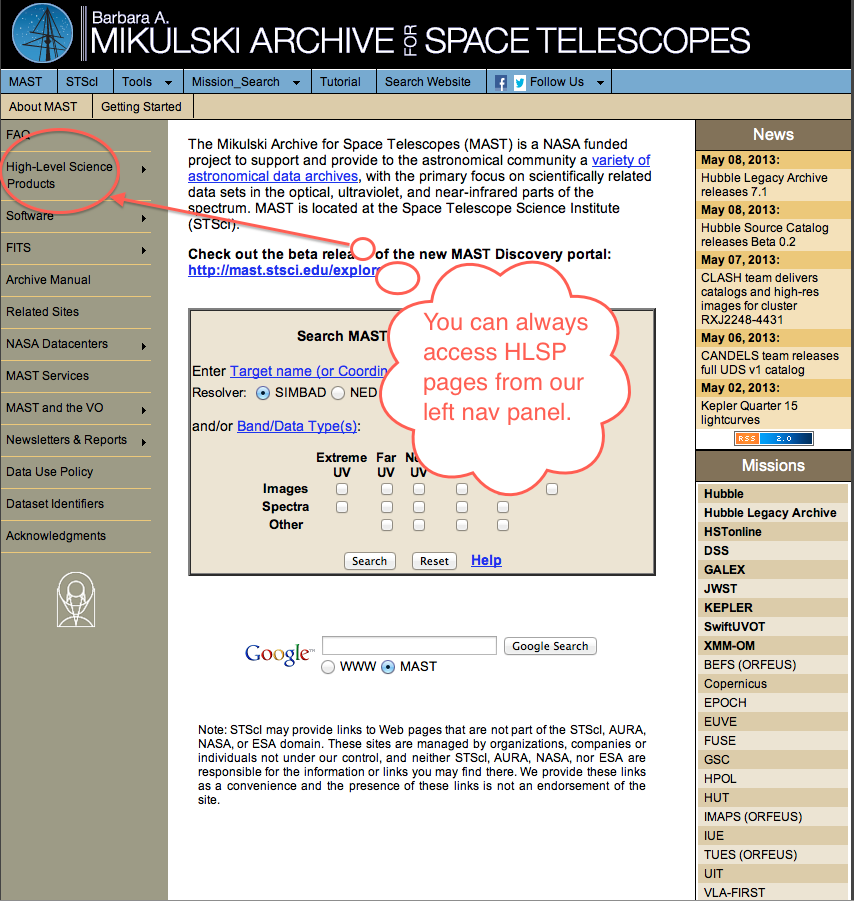 Barbara A.
MIKULSKI ARCHIVE FOR SPACE TELESCOPES
MAST STScI Tools Mission_Search Tutorial Search Website Follow Us
About MAST Getting Started
FAQ
High-Level Science
Products
Software
FITS
Archive Manual
Related Sites
NASA Datacenters
MAST Services
MAST and the VO
Newsletters & Reports
Data Use Policy
Dataset Identifiers
Acknowledgments
The Mikulski Archive for Space Telescopes (MAST) is a NASA funded
project to support and provide to the astronomical community a variety of
astronomical data archives, with the primary focus on scientifically related
data sets in the optical, ultraviolet, and near-infrared parts of the
spectrum. MAST is located at the Space Telescope Science Institute
(STScI).
Check out the beta of the new MAST Discovery portal:
You can always
access HLSP
pages from our
left nav panel.
Search MAST
Enter Target name (or
Resolver: SIMBAD NED
and/or Band/Data Type(s):
Extreme Far
UV UV UV
Images
Spectra
Other
Search Reset Help
Google™ Google Search
WWW MAST
Note: STScI may provide links to Web pages that are not part of the STScI, AURA,
NASA, or ESA domain. These sites are managed by organizations, companies or
individuals not under our control, and neither STScI, AURA, NASA, nor ESA are
responsible for the information or links you may find there. We provide these links
as a convenience and the presence of these links is not an endorsement of the
site.
News
May 08, 2013:
Hubble Legacy Archive
releases 7.1
May 08, 2013:
Hubble Source Catalog
releases Beta 0.2
May 07, 2013:
CLASH team delivers
catalogs and high-res
images for cluster
RXJ2248-4431
May 06, 2013:
CANDELS team releases
full UDS v1 catalog
May 02, 2013:
Kepler Quarter 15
lightcurves
RSS 2.0
Missions
Hubble
Hubble Legacy Archive
HSTonline
DSS
GALEX
JWST
KEPLER
SwiftUVOT
XMM-OM
BEFS (ORFEUS)
Copernicus
EPOCH
EUVE
FUSE
GSC
HPOL
HUT
IMAPS (ORFEUS)
IUE
TUES (ORFEUS)
UIT
VLA-FIRST